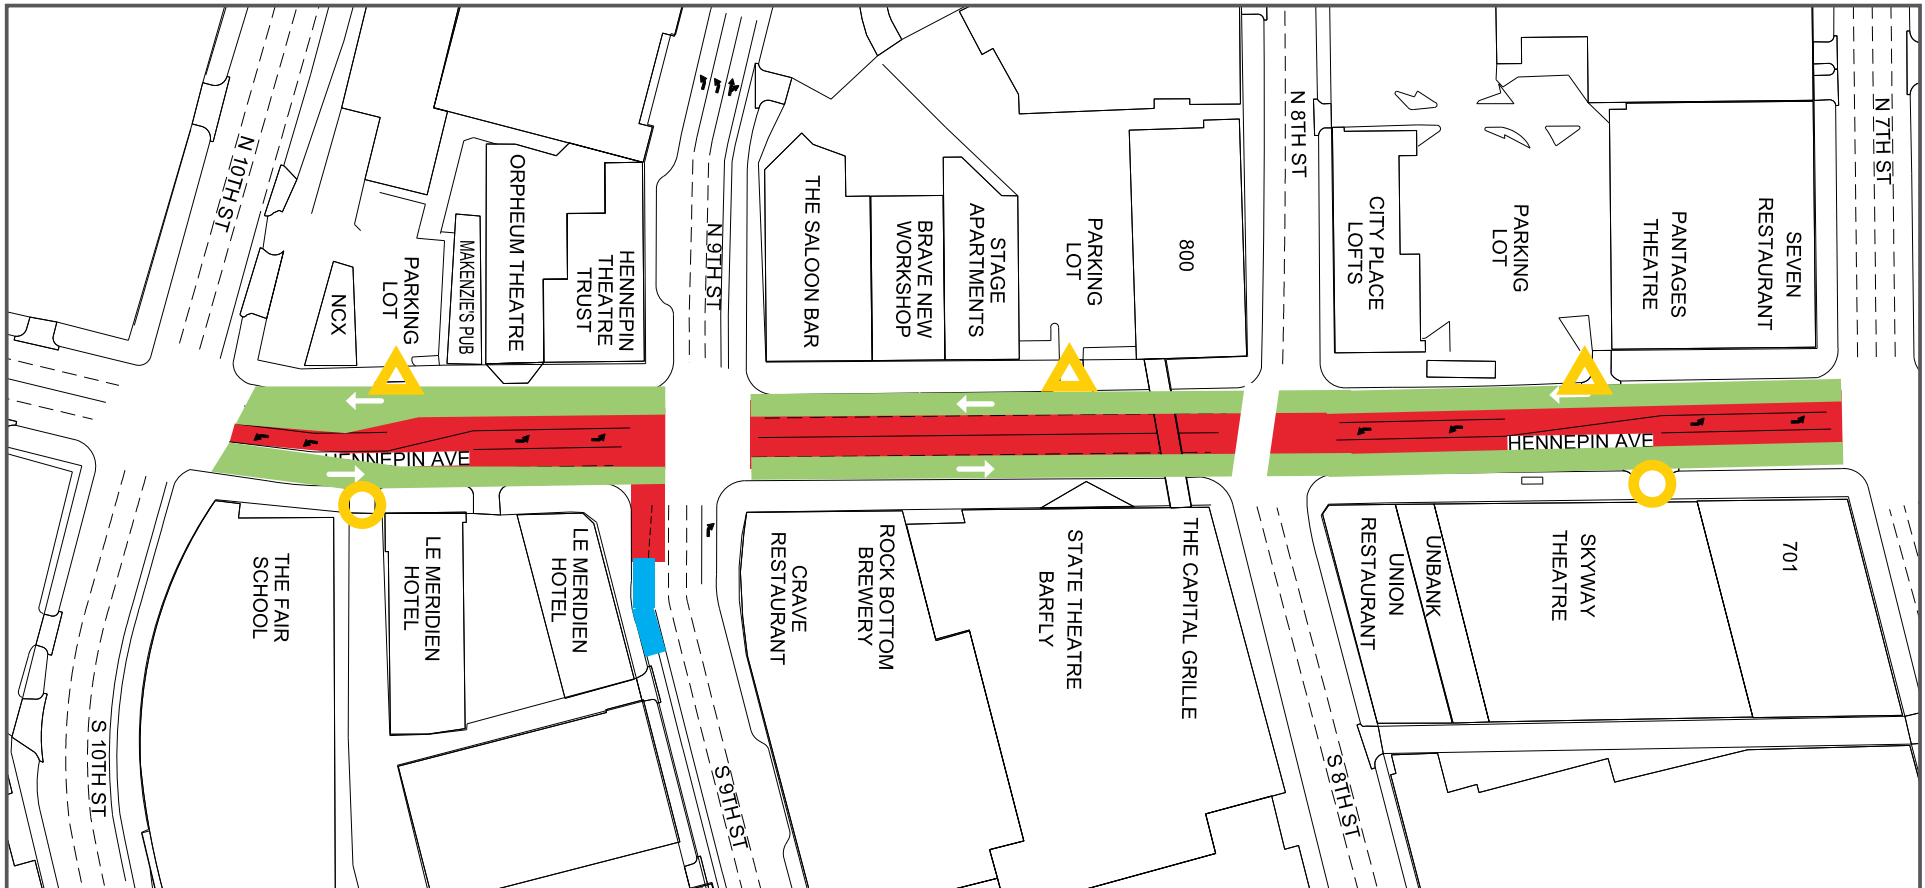 N 10TH ST
NCX
PARKING
LOT
MAKENZIE'S PUB
ORPHEUM THEATRE
HENNEPIN
THEATRE
TRUST
N 9TH ST
THE SALOON BAR
BRAVE NEW
WORKSHOP
STAGE
APARTMENTS
PARKING
LOT
800
N 8TH ST
CITY PLACE
LOFTS
PARKING
LOT
PANTAGES
THEATRE
SEVEN
RESTAURANT
N 7TH ST
HENNEPIN AVE
HENNEPIN AVE
S 10TH ST
THE FAIR
SCHOOL
LE MERIDIEN
HOTEL
LE MERIDIEN
HOTEL
S 9TH ST
CRAVE
RESTAURANT
ROCK BOTTOM
BREWERY
STATE THEATRE
BARFLY
THE CAPITAL GRILLE
S 8TH ST
UNION
RESTAURANT
UNBANK
SKYWAY
THEATRE
701